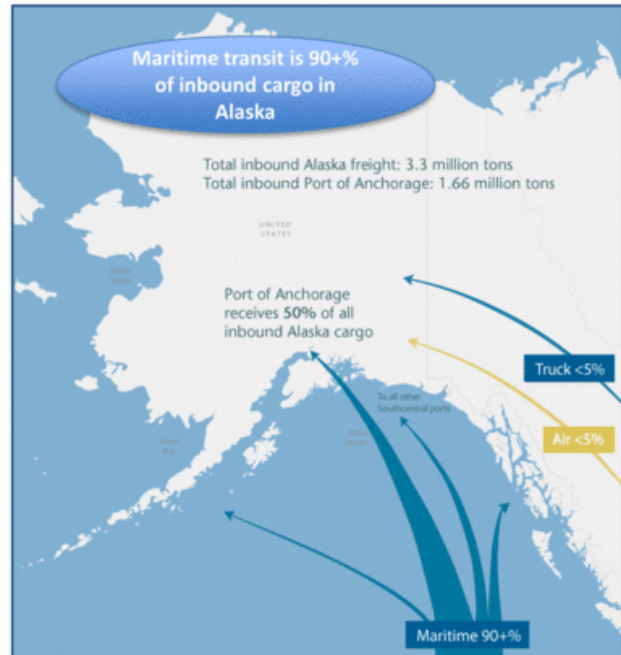 Maritime transit is 90+%
of inbound cargo in
Alaska
Total inbound Alaska freight: 3.3 million tons
Total inbound Port of Anchorage: 1.66 million tons
UNITED
STATES
Port of Anchorage
receives 50% of all
inbound Alaska cargo
Truck <5%
To all other
Southcentral ports
Air <5%
Maritime 90+%